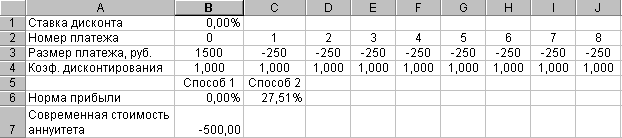 A B C D E F G H I J
1 Ставка дисконта 0,00%
2 Номер платежа 0 1 2 3 4 5 6 7 8
3 Размер платежа, руб. 1500 -250 -250 -250 -250 -250 -250 -250 -250
4 Коэф. дисконтирования 1,000 1,000 1,000 1,000 1,000 1,000 1,000 1,000 1,000
5 Способ 1 Способ 2
6 Норма прибыли 0,00% 27,51%
Современная стоимость
7 аннуитета -500,00